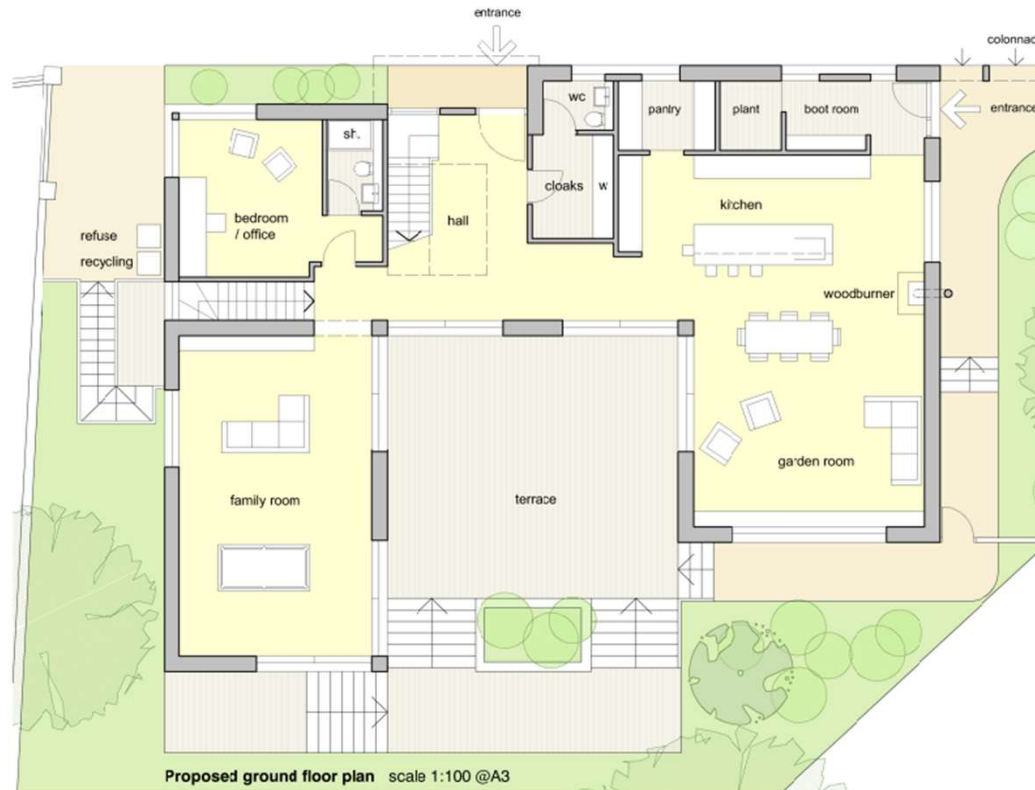 entrance
colonnad
wc
pantry
plant
boot room
entrance
sh.
cloaks
w
kitchen
bedroom
/ office
hall
refuse
recycling
woodburner
garden room
family room
terrace
Proposed ground floor plan scale 1:100 @A3